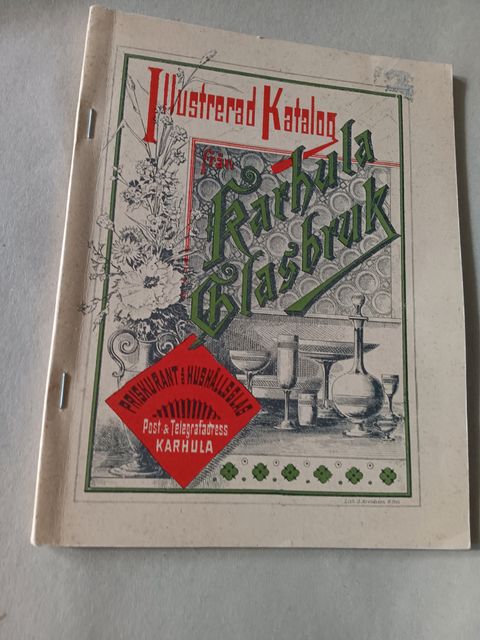 Illustrerad Katalog
från
Karhula
Glasbruk
PRISKURANT Å HUSHÅLLSGLAS
Post & Telegrafadress
KARHULA